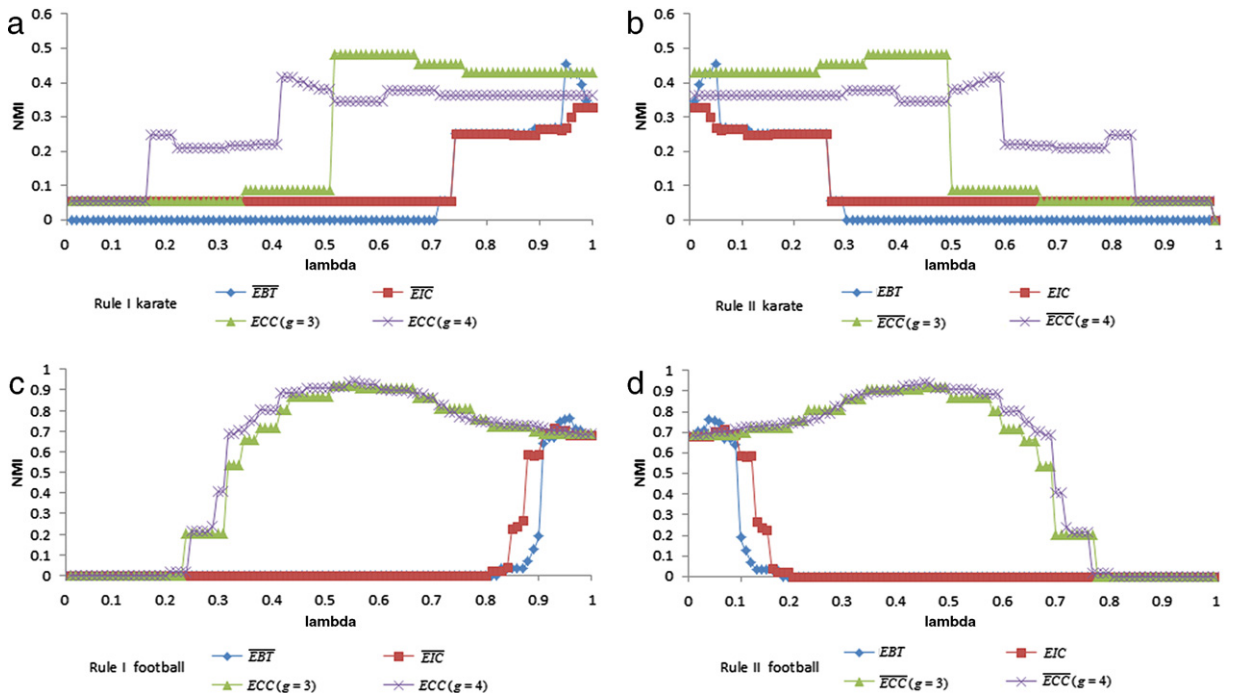 a
0.6
0.5
0.4
0.3
0.2
0.1
0
NMI
0 0.1 0.2 0.3 0.4 0.5 0.6 0.7 0.8 0.9 1
lambda
Rule I karate
EBT
EIC
ECC(g=3)
ECC(g=4)
b
0.6
0.5
0.4
0.3
0.2
0.1
0
NMI
0 0.1 0.2 0.3 0.4 0.5 0.6 0.7 0.8 0.9 1
lambda
Rule II karate
EBT
EIC
ECC(g=3)
ECC(g=4)
c
1
0.9
0.8
0.7
0.6
0.5
0.4
0.3
0.2
0.1
0
NMI
0 0.1 0.2 0.3 0.4 0.5 0.6 0.7 0.8 0.9 1
lambda
Rule I football
EBT
EIC
ECC(g=3)
ECC(g=4)
d
1
0.9
0.8
0.7
0.6
0.5
0.4
0.3
0.2
0.1
0
NMI
0 0.1 0.2 0.3 0.4 0.5 0.6 0.7 0.8 0.9 1
lambda
Rule II football
EBT
EIC
ECC(g=3)
ECC(g=4)